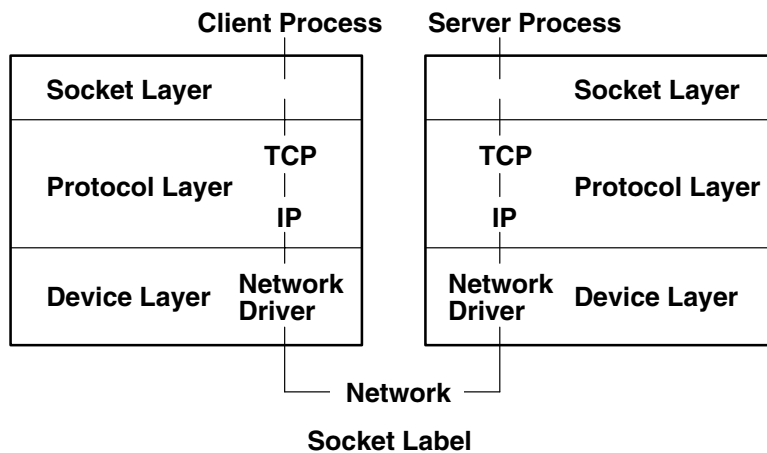 Client Process
Server Process
Socket Layer
Socket Layer
TCP
TCP
Protocol Layer
Protocol Layer
IP
IP
Device Layer
Network
Driver
Network
Driver
Device Layer
Network
Socket Label